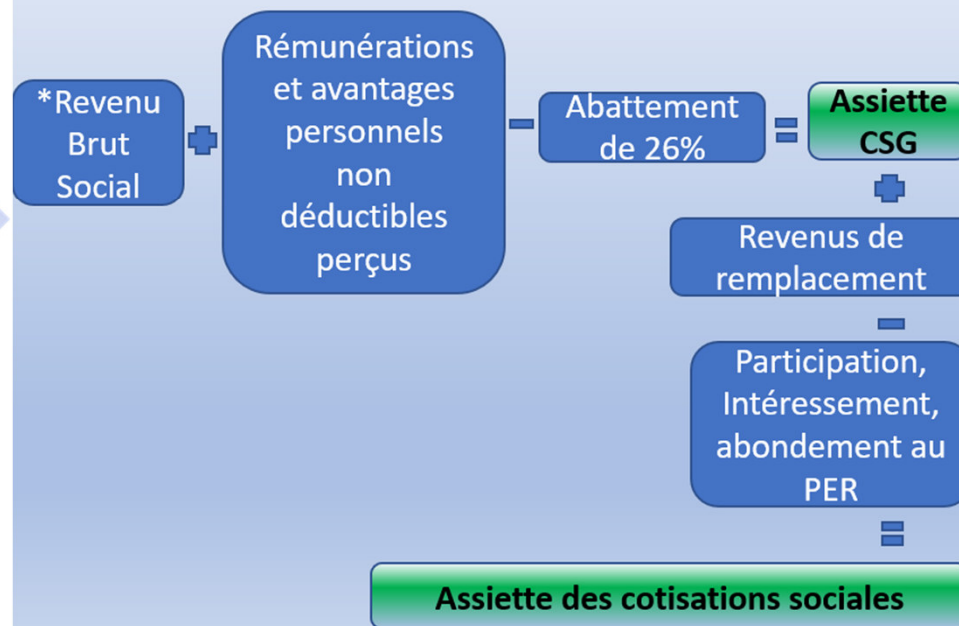 *Revenu
Brut
Social
Rémunérations
et avantages
personnels
non
déductibles
perçus
Abattement
de 26%
Assiette
CSG
Revenus de
remplacement
Participation,
Intéressement,
abondement au
PER
Assiette des cotisations sociales